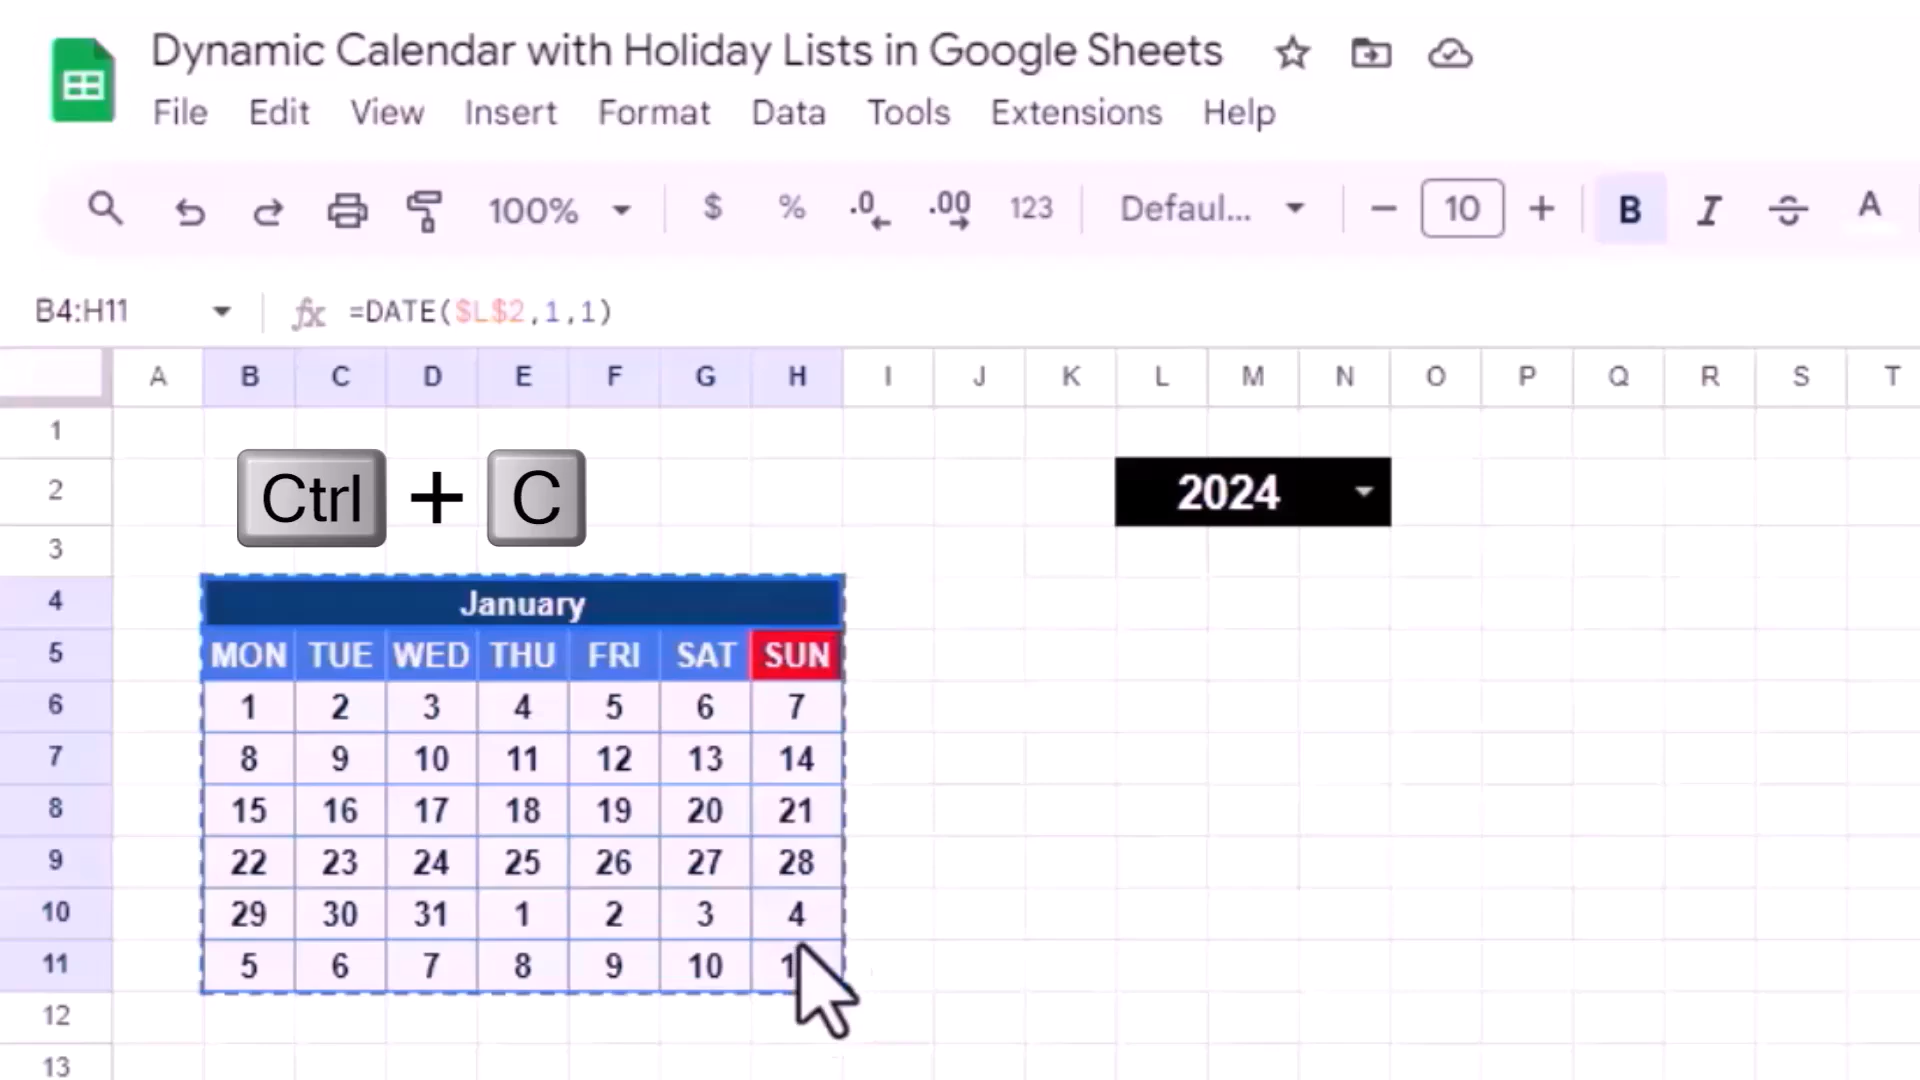 Dynamic Calendar with Holiday Lists in Google Sheets
File Edit View Insert Format Data Tools Extensions Help
100% $ % .0 .00 123 Defaul... 10 B I A
B4:H11 fx =DATE($L$2,1,1)
A B C D E F G H I J K L M N O P Q R S T
1
2 Ctrl + C 2024
3
4 January
5 MON TUE WED THU FRI SAT SUN
6 1 2 3 4 5 6 7
7 8 9 10 11 12 13 14
8 15 16 17 18 19 20 21
9 22 23 24 25 26 27 28
10 29 30 31 1 2 3 4
11 5 6 7 8 9 10
12
13